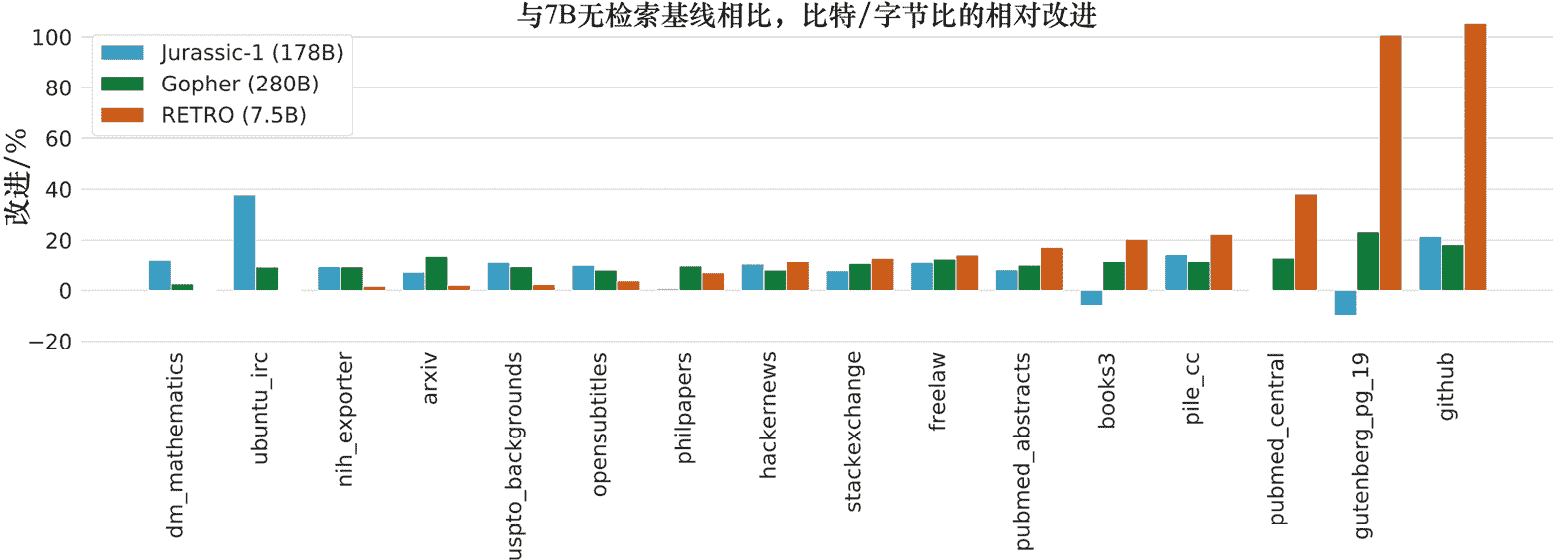 与7B无检索基线相比，比特/字节比的相对改进
Jurassic-1 (178B)
Gopher (280B)
RETRO (7.5B)
改进/%
100
80
60
40
20
0
−20
dm_mathematics
ubuntu_irc
nih_exporter
arxiv
uspto_backgrounds
opensubtitles
philpapers
hackernews
stackexchange
freelaw
pubmed_abstracts
books3
pile_cc
pubmed_central
gutenberg_pg_19
github